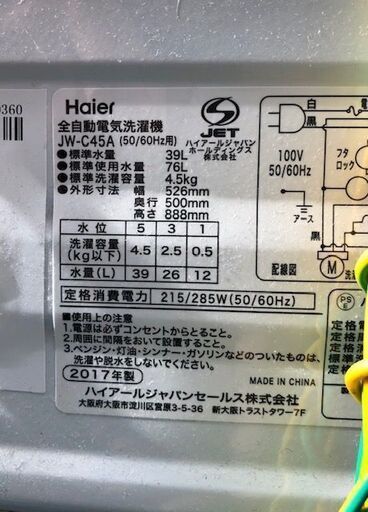 0360
Haier
全自動電気洗濯機
JW-C45A (50/60Hz用)
●標準水量 39L
●標準使用水量 76L
●標準洗濯容量 4.5kg
●外形寸法 幅 526mm
奥行 500mm
高さ 888mm
JET
ハイアールジャパン
ホールディングス
株式会社
水位 5 3 1
洗濯容量(kg以下) 4.5 2.5 0.5
水量(L) 39 26 12
定格消費電力 215/285W(50/60Hz)
■使用上の注意
1.電源は必ずコンセントからとること。
2.周囲に間隔をおいて設置すること。
3.ベンジン・灯油・シンナー・ガソリンなどのついたものは、
洗濯や脱水をしないでください。
2017年製
MADE IN CHINA
ハイアールジャパンセールス株式会社
大阪府大阪市淀川区宮原3-5-36 新大阪トラストタワー7F
白
黒
100V
50/60Hz
フタ
ロック
アース
黒
M
配線図
PS
E
定格